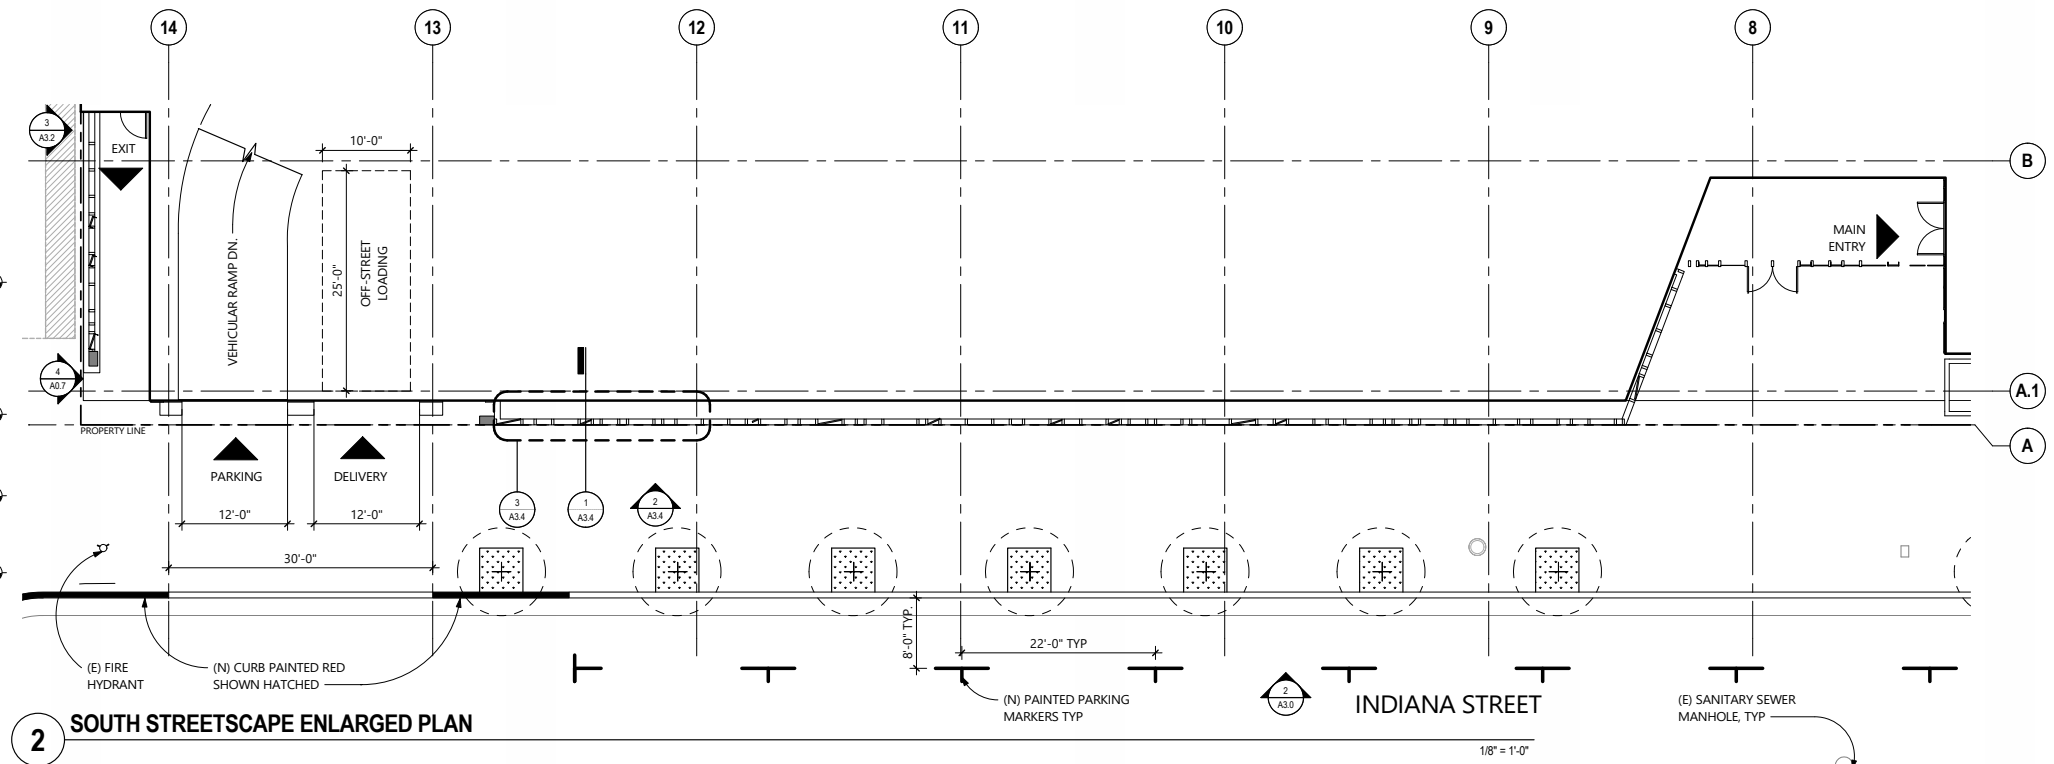 14
13
12
11
10
9
8
3
A3.2
EXIT
10'-0"
B
VEHICULAR RAMP DN.
25'-0"
OFF-STREET
LOADING
MAIN
ENTRY
4
A0.7
A.1
PROPERTY LINE
A
PARKING
DELIVERY
12'-0"
12'-0"
3
A3.4
1
A3.4
2
A3.4
30'-0"
8'-0" TYP.
22'-0" TYP
(E) FIRE
HYDRANT
(N) CURB PAINTED RED
SHOWN HATCHED
(N) PAINTED PARKING
MARKERS TYP
2
A3.0
INDIANA STREET
(E) SANITARY SEWER
MANHOLE, TYP
2
SOUTH STREETSCAPE ENLARGED PLAN
1/8" = 1'-0"